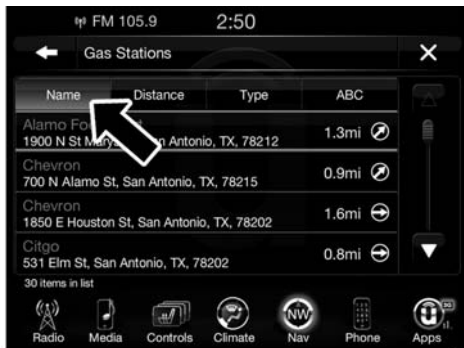 FM 105.9 2:50
Gas Stations
Name Distance Type ABC
Alamo Fo
1900 N St Mary n Antonio, TX, 78212 1.3mi
Chevron
700 N Alamo St, San Antonio, TX, 78215 0.9mi
Chevron
1850 E Houston St, San Antonio, TX, 78202 1.6mi
Citgo
531 Elm St, San Antonio, TX, 78202 0.8mi
30 items in list
NW 3G
Radio Media Controls Climate Nav Phone Apps